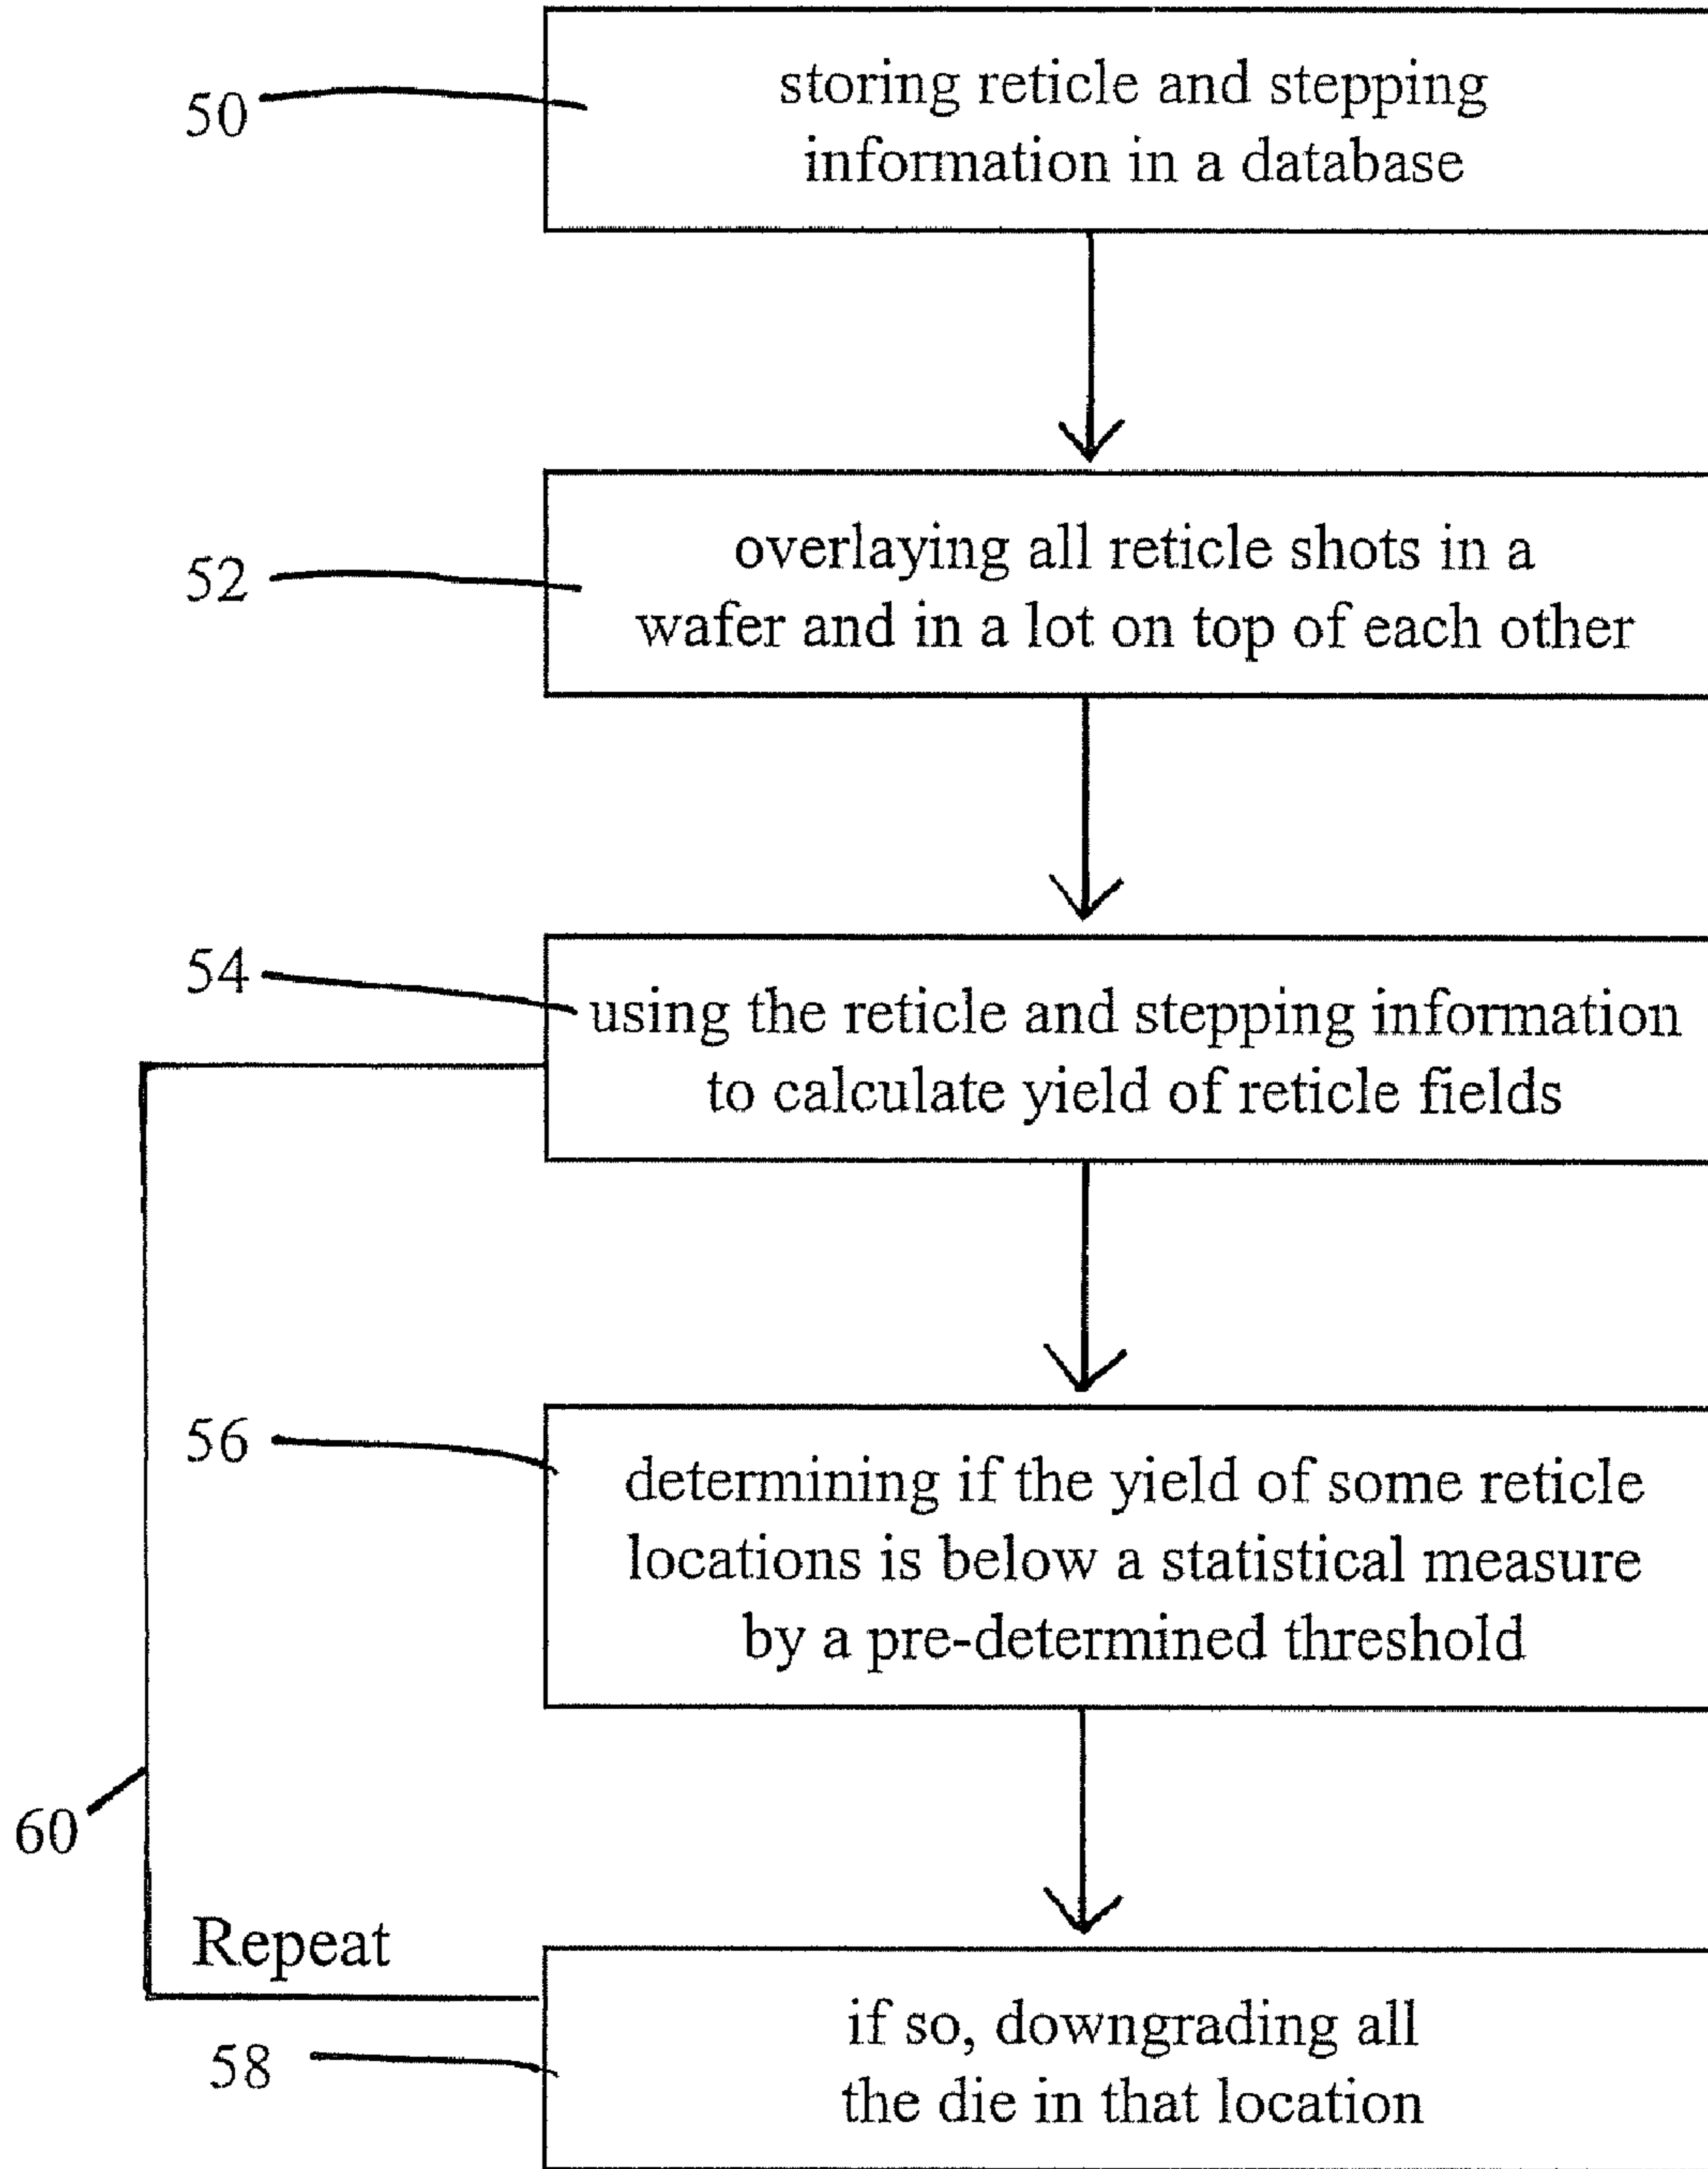 50
storing reticle and stepping
information in a database
52
overlaying all reticle shots in a
wafer and in a lot on top of each other
54
using the reticle and stepping information
to calculate yield of reticle fields
56
determining if the yield of some reticle
locations is below a statistical measure
by a pre-determined threshold
60
Repeat
58
if so, downgrading all
the die in that location